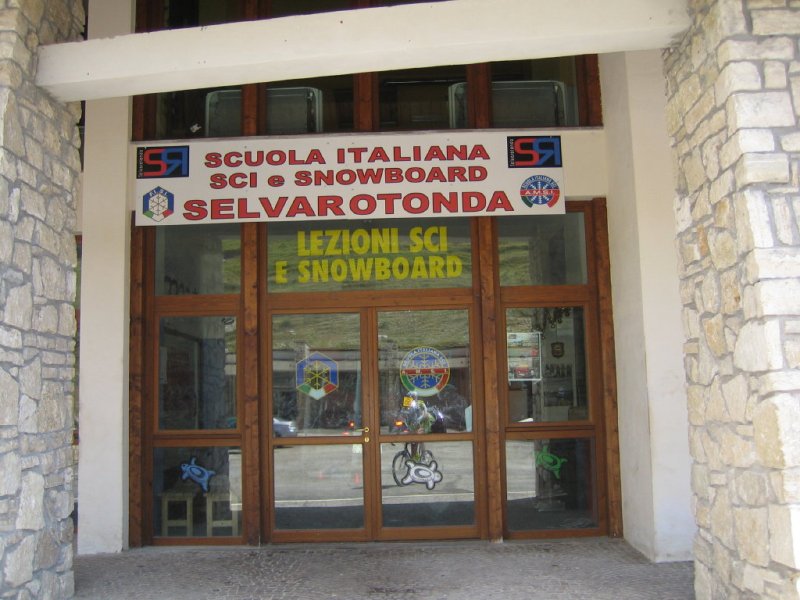 SCUOLA ITALIANA
SCI e SNOWBOARD
SELVAROTONDA
A.M.S.I.
LEZIONI SCI
E SNOWBOARD